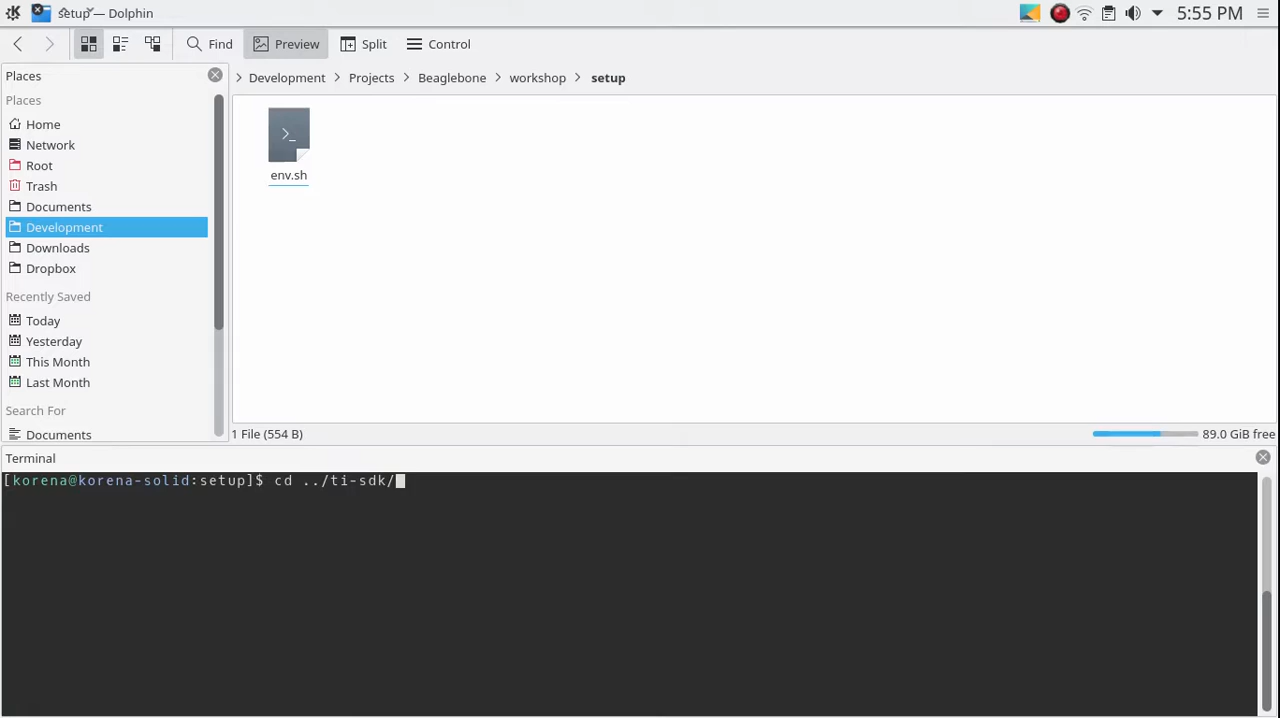 setup — Dolphin
5:55 PM
Find
Preview
Split
Control
Places
Development
Projects
Beaglebone
workshop
setup
Places
Home
Network
Root
Trash
Documents
Development
Downloads
Dropbox
Recently Saved
Today
Yesterday
This Month
Last Month
Search For
Documents
>_
env.sh
1 File (554 B)
89.0 GiB free
Terminal
[korena@korena-solid:setup]$ cd ../ti-sdk/